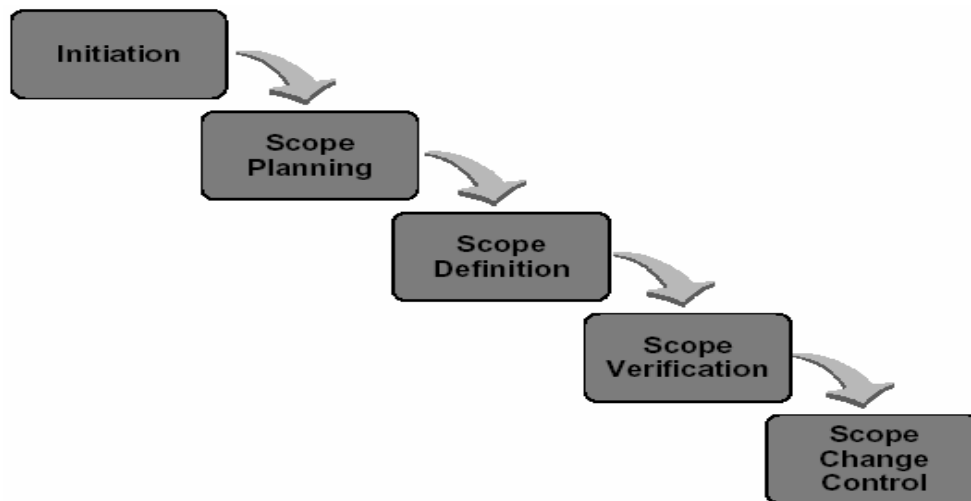 Initiation
Scope
Planning
Scope
Definition
Scope
Verification
Scope
Change
Control